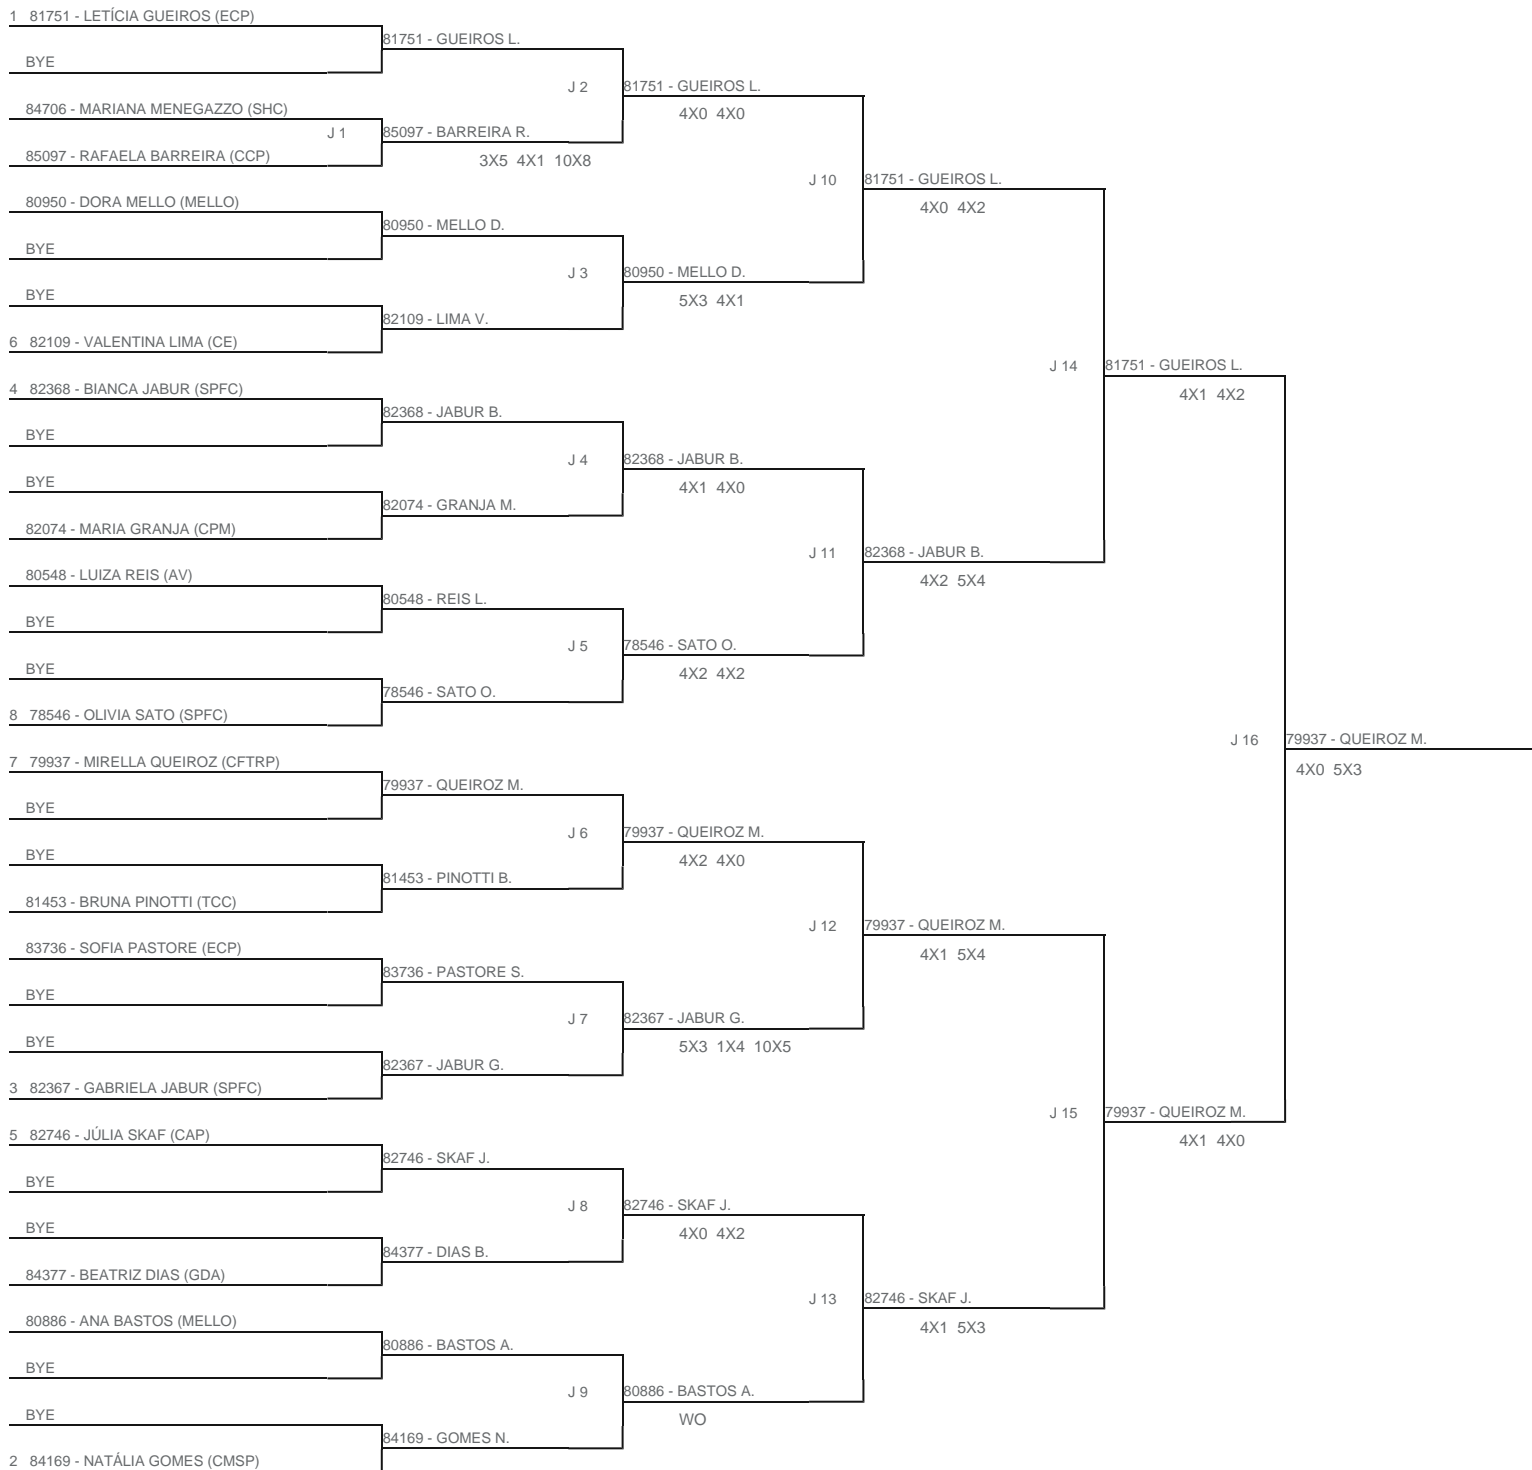 1 81751 - LETÍCIA GUEIROS (ECP)
81751 - GUEIROS L.
BYE
J 2
81751 - GUEIROS L.
4X0 4X0
84706 - MARIANA MENEGAZZO (SHC)
J 1
85097 - BARREIRA R.
85097 - RAFAELA BARREIRA (CCP)
3X5 4X1 10X8
J 10
81751 - GUEIROS L.
4X0 4X2
80950 - DORA MELLO (MELLO)
80950 - MELLO D.
BYE
J 3
80950 - MELLO D.
5X3 4X1
BYE
82109 - LIMA V.
6 82109 - VALENTINA LIMA (CE)
J 14
81751 - GUEIROS L.
4X1 4X2
4 82368 - BIANCA JABUR (SPFC)
82368 - JABUR B.
BYE
J 4
82368 - JABUR B.
4X1 4X0
BYE
82074 - GRANJA M.
82074 - MARIA GRANJA (CPM)
J 11
82368 - JABUR B.
4X2 5X4
80548 - LUIZA REIS (AV)
80548 - REIS L.
BYE
J 5
78546 - SATO O.
4X2 4X2
BYE
78546 - SATO O.
8 78546 - OLIVIA SATO (SPFC)
J 16
79937 - QUEIROZ M.
4X0 5X3
7 79937 - MIRELLA QUEIROZ (CFTRP)
79937 - QUEIROZ M.
BYE
J 6
79937 - QUEIROZ M.
4X2 4X0
BYE
81453 - PINOTTI B.
81453 - BRUNA PINOTTI (TCC)
J 12
79937 - QUEIROZ M.
4X1 5X4
83736 - SOFIA PASTORE (ECP)
83736 - PASTORE S.
BYE
J 7
82367 - JABUR G.
5X3 1X4 10X5
BYE
82367 - JABUR G.
3 82367 - GABRIELA JABUR (SPFC)
J 15
79937 - QUEIROZ M.
4X1 4X0
5 82746 - JÚLIA SKAF (CAP)
82746 - SKAF J.
BYE
J 8
82746 - SKAF J.
4X0 4X2
BYE
84377 - DIAS B.
84377 - BEATRIZ DIAS (GDA)
J 13
82746 - SKAF J.
4X1 5X3
80886 - ANA BASTOS (MELLO)
80886 - BASTOS A.
BYE
J 9
80886 - BASTOS A.
WO
BYE
84169 - GOMES N.
2 84169 - NATÁLIA GOMES (CMSP)